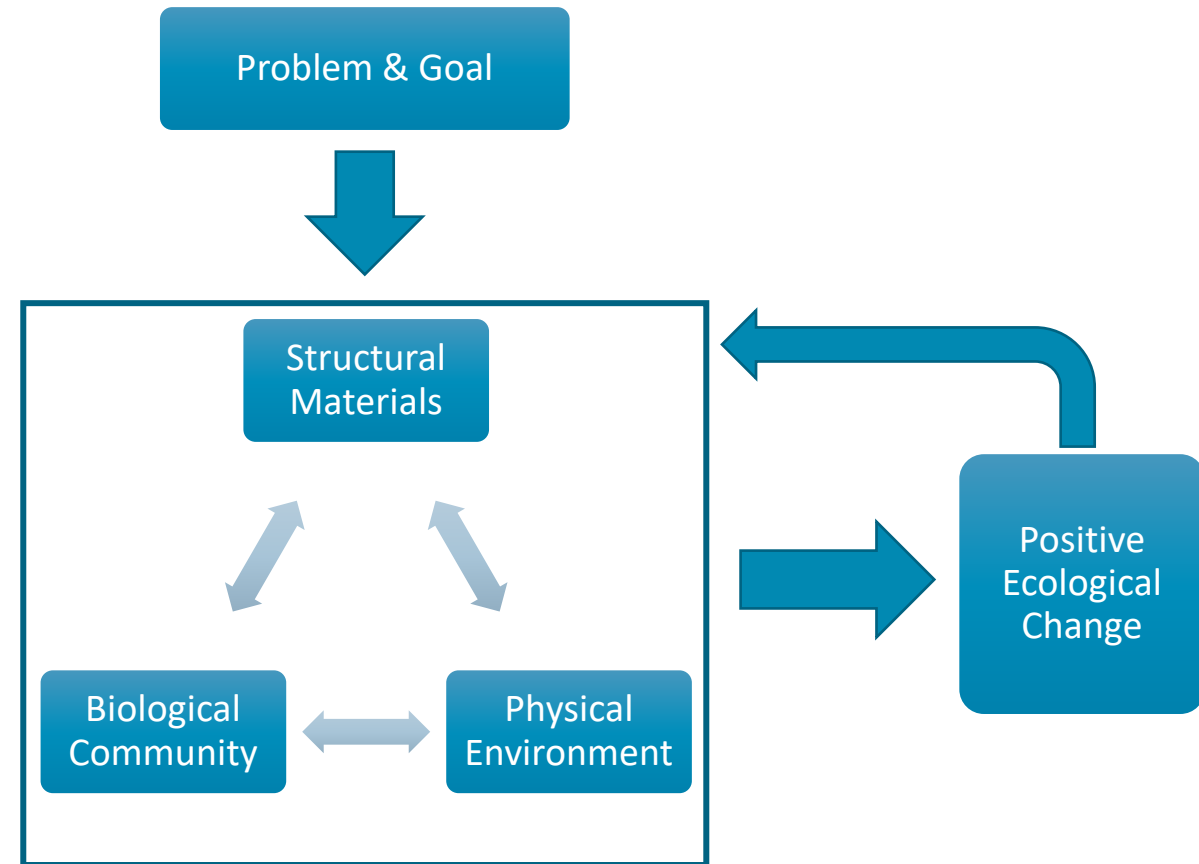 Problem & Goal
Structural
Materials
Biological
Community
Physical
Environment
Positive
Ecological
Change